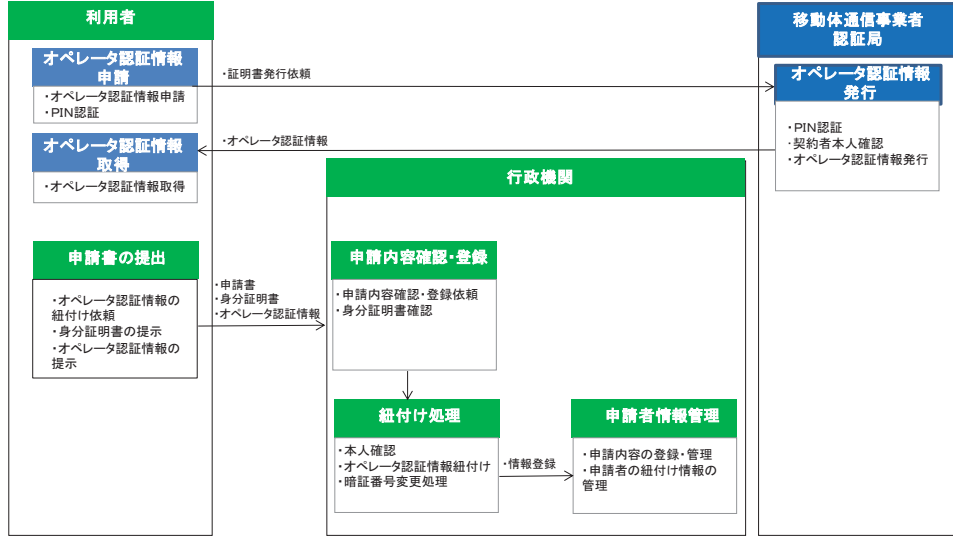 利用者
オペレータ認証情報
申請
・オペレータ認証情報申請
・PIN認証
・証明書発行依頼
移動体通信事業者
認証局
オペレータ認証情報
発行
・PIN認証
・契約者本人確認
・オペレータ認証情報発行
オペレータ認証情報
取得
・オペレータ認証情報取得
・オペレータ認証情報
行政機関
申請書の提出
・オペレータ認証情報の
紐付け依頼
・身分証明書の提示
・オペレータ認証情報の
提示
・申請書
・身分証明書
・オペレータ認証情報
申請内容確認・登録
・申請内容確認・登録依頼
・身分証明書確認
紐付け処理
・本人確認
・オペレータ認証情報紐付け
・暗証番号変更処理
・情報登録
申請者情報管理
・申請内容の登録・管理
・申請者の紐付け情報の
管理